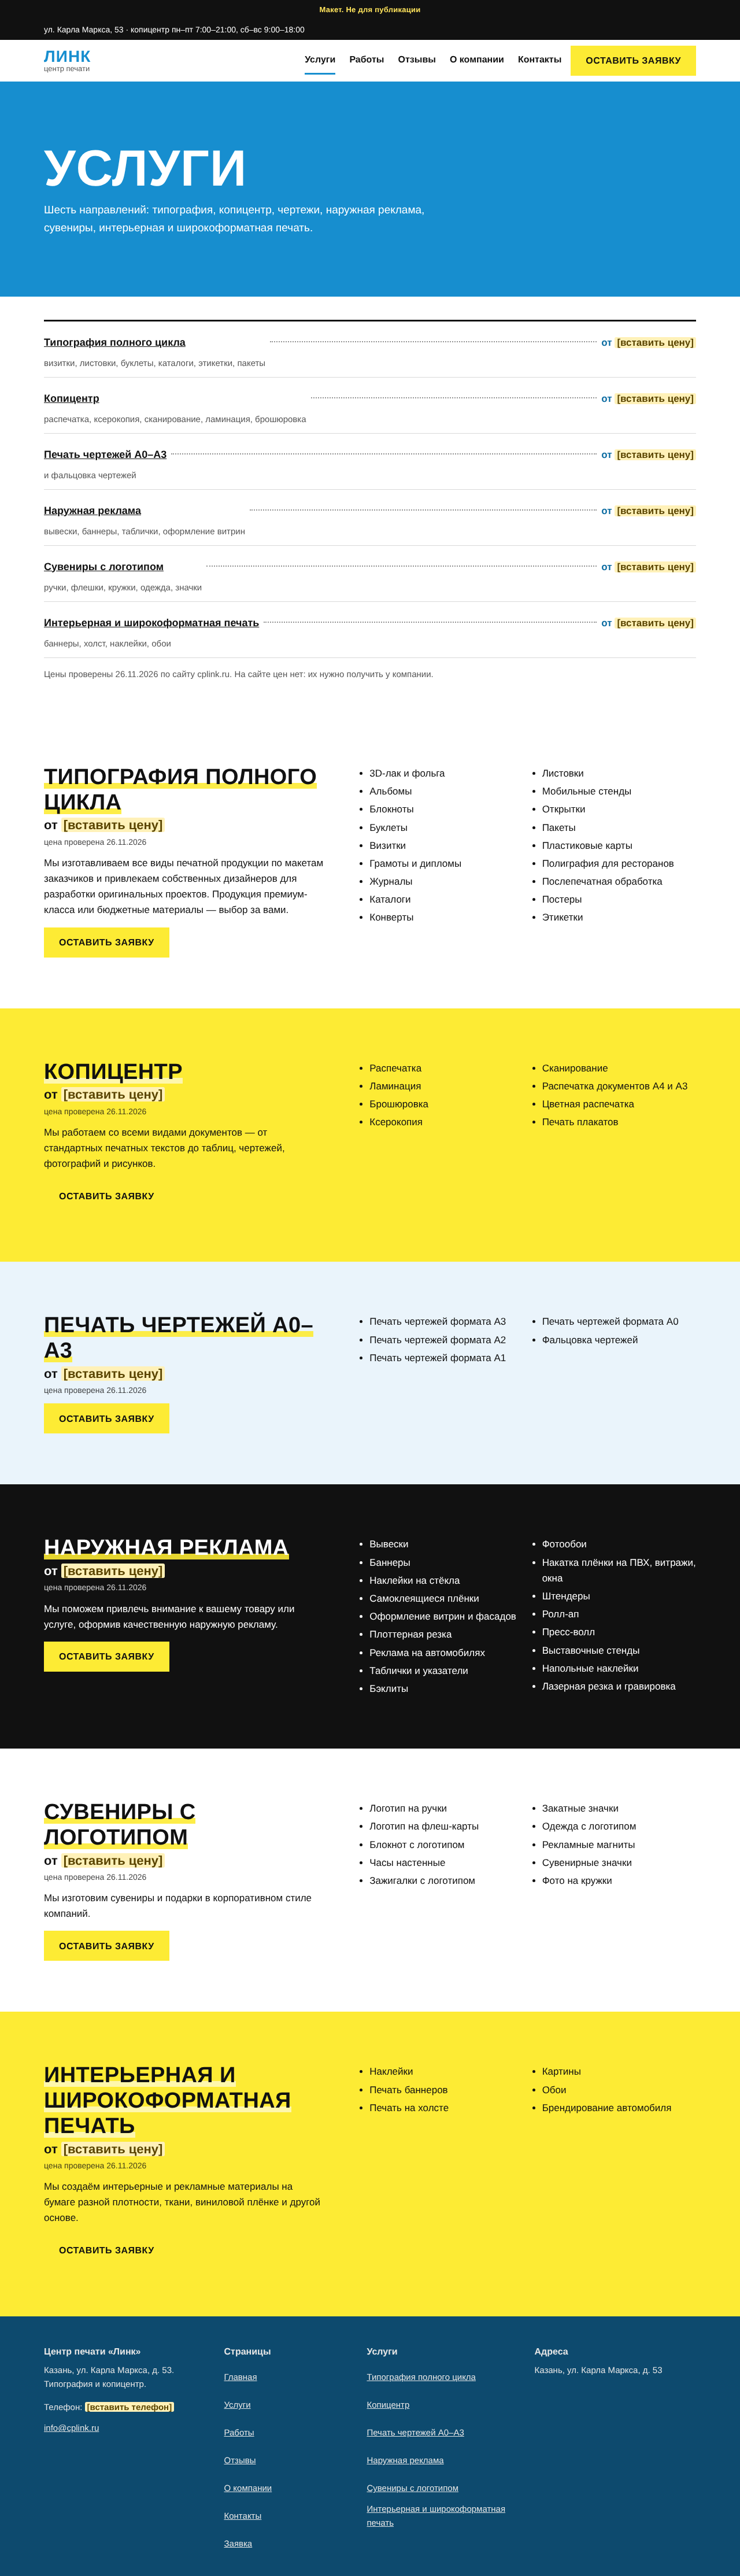 Макет. Не для публикации
ул. Карла Маркса, 53 · копицентр пн–пт 7:00–21:00, сб–вс 9:00–18:00
ЛИНК
центр печати
Услуги
Работы
Отзывы
О компании
Контакты
ОСТАВИТЬ ЗАЯВКУ
УСЛУГИ
Шесть направлений: типография, копицентр, чертежи, наружная реклама,
сувениры, интерьерная и широкоформатная печать.
Типография полного цикла
от [вставить цену]
визитки, листовки, буклеты, каталоги, этикетки, пакеты
Копицентр
от [вставить цену]
распечатка, ксерокопия, сканирование, ламинация, брошюровка
Печать чертежей А0–А3
от [вставить цену]
и фальцовка чертежей
Наружная реклама
от [вставить цену]
вывески, баннеры, таблички, оформление витрин
Сувениры с логотипом
от [вставить цену]
ручки, флешки, кружки, одежда, значки
Интерьерная и широкоформатная печать
от [вставить цену]
баннеры, холст, наклейки, обои
Цены проверены 26.11.2026 по сайту cplink.ru. На сайте цен нет: их нужно получить у компании.
ТИПОГРАФИЯ ПОЛНОГО
ЦИКЛА
от [вставить цену]
цена проверена 26.11.2026
Мы изготавливаем все виды печатной продукции по макетам
заказчиков и привлекаем собственных дизайнеров для
разработки оригинальных проектов. Продукция премиум-
класса или бюджетные материалы — выбор за вами.
ОСТАВИТЬ ЗАЯВКУ
3D-лак и фольга
Альбомы
Блокноты
Буклеты
Визитки
Грамоты и дипломы
Журналы
Каталоги
Конверты
Листовки
Мобильные стенды
Открытки
Пакеты
Пластиковые карты
Полиграфия для ресторанов
Послепечатная обработка
Постеры
Этикетки
КОПИЦЕНТР
от [вставить цену]
цена проверена 26.11.2026
Мы работаем со всеми видами документов — от
стандартных печатных текстов до таблиц, чертежей,
фотографий и рисунков.
ОСТАВИТЬ ЗАЯВКУ
Распечатка
Ламинация
Брошюровка
Ксерокопия
Сканирование
Распечатка документов А4 и А3
Цветная распечатка
Печать плакатов
ПЕЧАТЬ ЧЕРТЕЖЕЙ А0–
А3
от [вставить цену]
цена проверена 26.11.2026
ОСТАВИТЬ ЗАЯВКУ
Печать чертежей формата А3
Печать чертежей формата А2
Печать чертежей формата А1
Печать чертежей формата А0
Фальцовка чертежей
НАРУЖНАЯ РЕКЛАМА
от [вставить цену]
цена проверена 26.11.2026
Мы поможем привлечь внимание к вашему товару или
услуге, оформив качественную наружную рекламу.
ОСТАВИТЬ ЗАЯВКУ
Вывески
Баннеры
Наклейки на стёкла
Самоклеящиеся плёнки
Оформление витрин и фасадов
Плоттерная резка
Реклама на автомобилях
Таблички и указатели
Бэклиты
Фотообои
Накатка плёнки на ПВХ, витражи,
окна
Штендеры
Ролл-ап
Пресс-волл
Выставочные стенды
Напольные наклейки
Лазерная резка и гравировка
СУВЕНИРЫ С
ЛОГОТИПОМ
от [вставить цену]
цена проверена 26.11.2026
Мы изготовим сувениры и подарки в корпоративном стиле
компаний.
ОСТАВИТЬ ЗАЯВКУ
Логотип на ручки
Логотип на флеш-карты
Блокнот с логотипом
Часы настенные
Зажигалки с логотипом
Закатные значки
Одежда с логотипом
Рекламные магниты
Сувенирные значки
Фото на кружки
ИНТЕРЬЕРНАЯ И
ШИРОКОФОРМАТНАЯ
ПЕЧАТЬ
от [вставить цену]
цена проверена 26.11.2026
Мы создаём интерьерные и рекламные материалы на
бумаге разной плотности, ткани, виниловой плёнке и другой
основе.
ОСТАВИТЬ ЗАЯВКУ
Наклейки
Печать баннеров
Печать на холсте
Картины
Обои
Брендирование автомобиля
Центр печати «Линк»
Казань, ул. Карла Маркса, д. 53.
Типография и копицентр.
Телефон: [вставить телефон]
info@cplink.ru
Страницы
Главная
Услуги
Работы
Отзывы
О компании
Контакты
Заявка
Услуги
Типография полного цикла
Копицентр
Печать чертежей А0–А3
Наружная реклама
Сувениры с логотипом
Интерьерная и широкоформатная
печать
Адреса
Казань, ул. Карла Маркса, д. 53